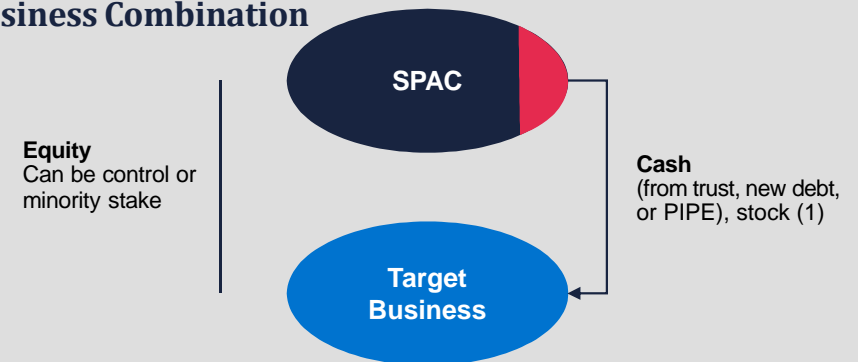 siness Combination
SPAC
Equity
Can be control or
minority stake
Cash
(from trust, new debt,
or PIPE), stock (1)
Target
Business